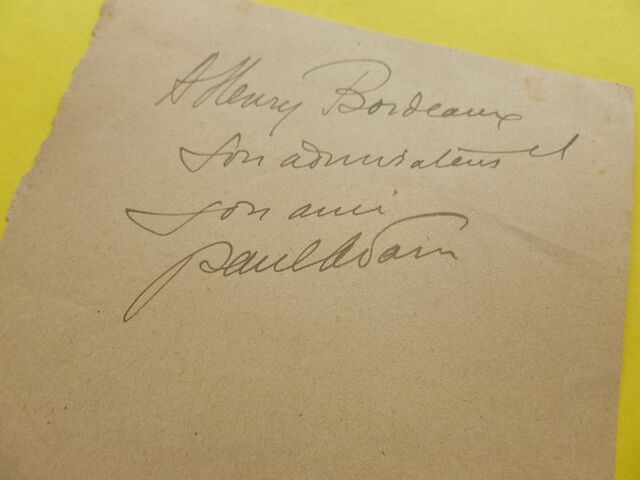 A Henry Bordeaux
son admirateur et
son ami
Paul Adam